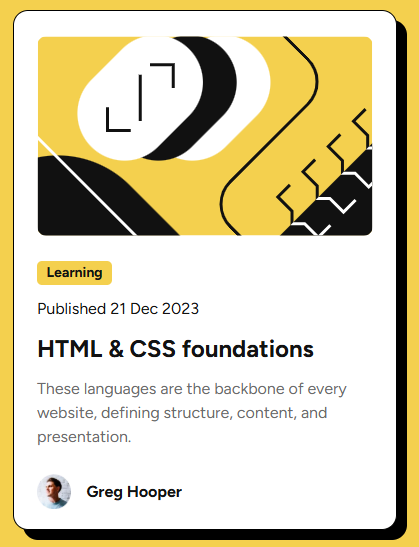 Learning
Published 21 Dec 2023
HTML & CSS foundations
These languages are the backbone of every
website, defining structure, content, and
presentation.
Greg Hooper